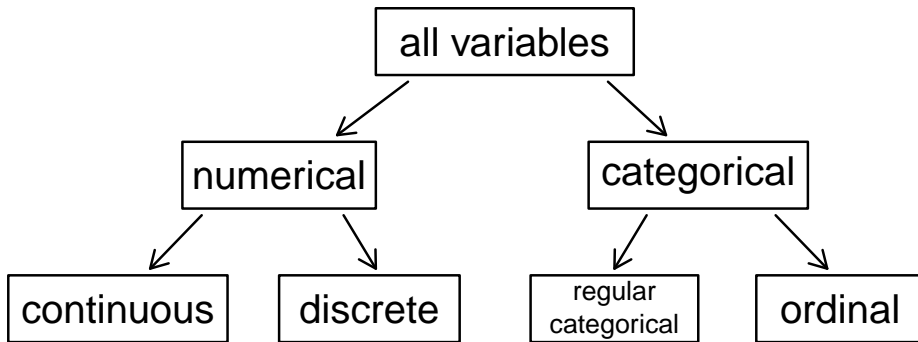 all variables
numerical
categorical
continuous
discrete
regular
categorical
ordinal